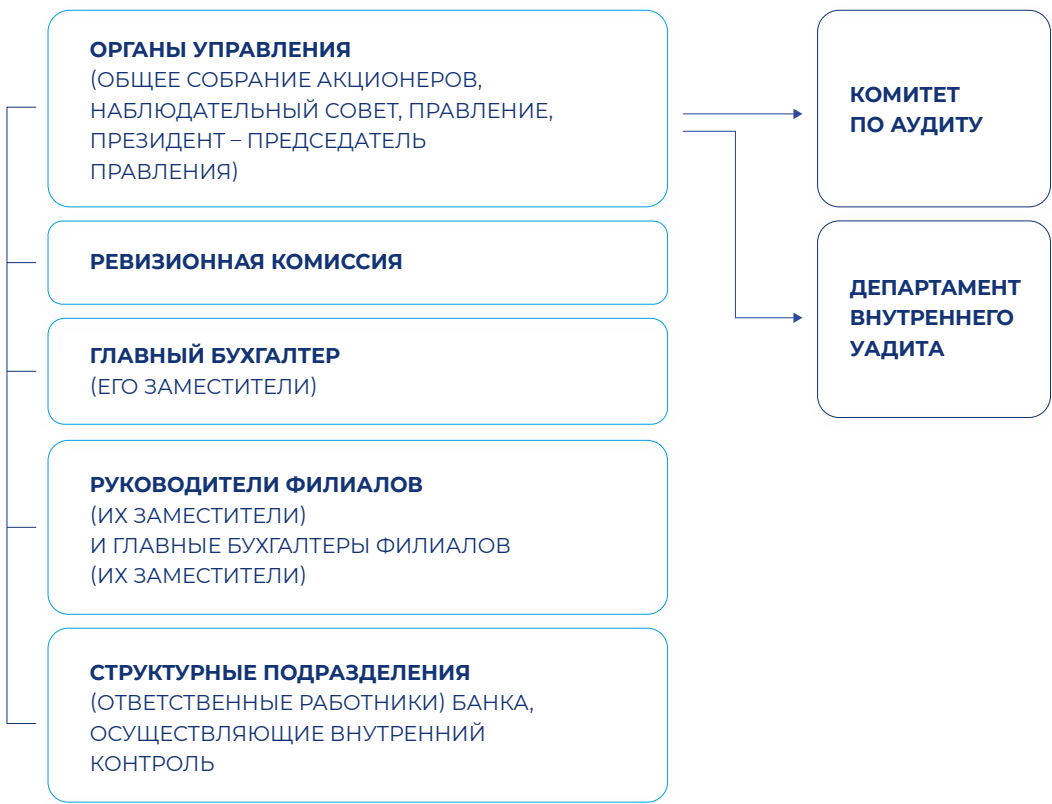 ОРГАНЫ УПРАВЛЕНИЯ
(ОБЩЕЕ СОБРАНИЕ АКЦИОНЕРОВ,
НАБЛЮДАТЕЛЬНЫЙ СОВЕТ, ПРАВЛЕНИЕ,
ПРЕЗИДЕНТ – ПРЕДСЕДАТЕЛЬ
ПРАВЛЕНИЯ)
КОМИТЕТ
ПО АУДИТУ
РЕВИЗИОННАЯ КОМИССИЯ
ДЕПАРТАМЕНТ
ВНУТРЕННЕГО
УАДИТА
ГЛАВНЫЙ БУХГАЛТЕР
(ЕГО ЗАМЕСТИТЕЛИ)
РУКОВОДИТЕЛИ ФИЛИАЛОВ
(ИХ ЗАМЕСТИТЕЛИ)
И ГЛАВНЫЕ БУХГАЛТЕРЫ ФИЛИАЛОВ
(ИХ ЗАМЕСТИТЕЛИ)
СТРУКТУРНЫЕ ПОДРАЗДЕЛЕНИЯ
(ОТВЕТСТВЕННЫЕ РАБОТНИКИ) БАНКА,
ОСУЩЕСТВЛЯЮЩИЕ ВНУТРЕННИЙ
КОНТРОЛЬ